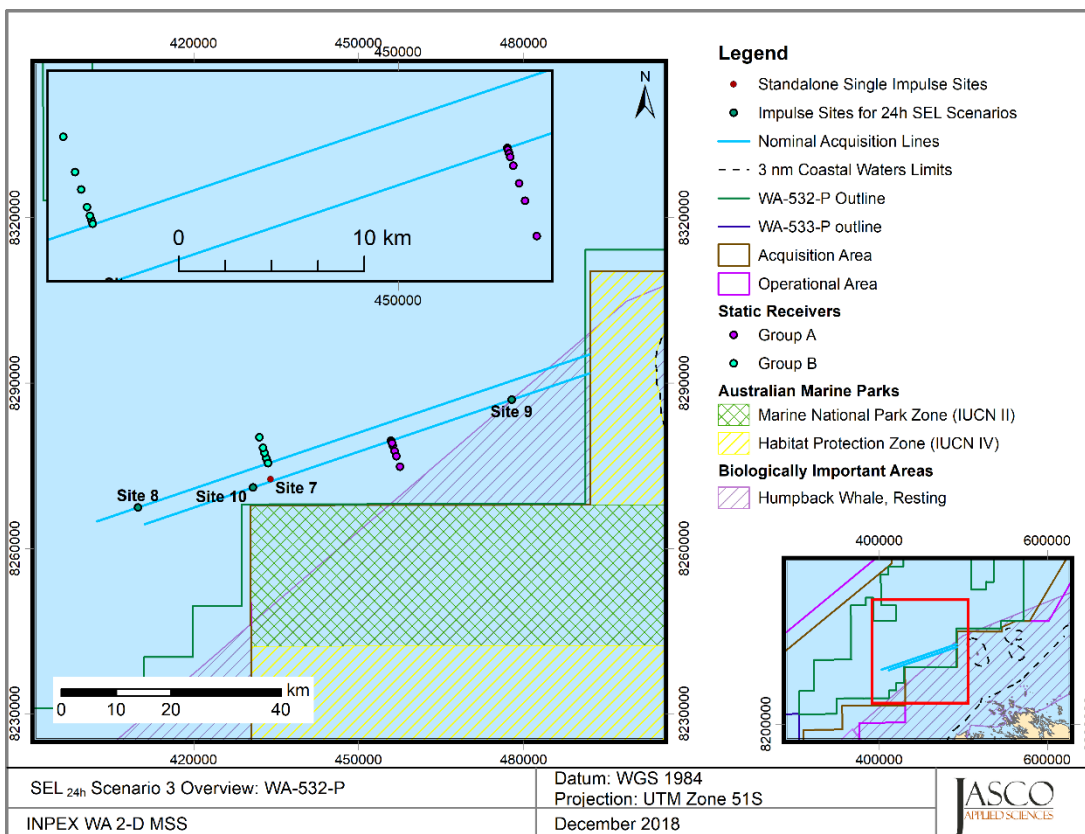 420000 450000 480000
450000
N
0 10 km
450000
8320000 8320000
8290000 8290000
8260000 8260000
8230000 8230000
Site 9
Site 7
Site 10
Site 8
km
0 10 20 40
420000 450000 480000
Legend
Standalone Single Impulse Sites
Impulse Sites for 24h SEL Scenarios
Nominal Acquisition Lines
3 nm Coastal Waters Limits
WA-532-P Outline
WA-533-P outline
Acquisition Area
Operational Area
Static Receivers
Group A
Group B
Australian Marine Parks
Marine National Park Zone (IUCN II)
Habitat Protection Zone (IUCN IV)
Biologically Important Areas
Humpback Whale, Resting
400000 600000
8200000
400000 600000
SEL 24h Scenario 3 Overview: WA-532-P
INPEX WA 2-D MSS
Datum: WGS 1984
Projection: UTM Zone 51S
December 2018
JASCO
APPLIED SCIENCES